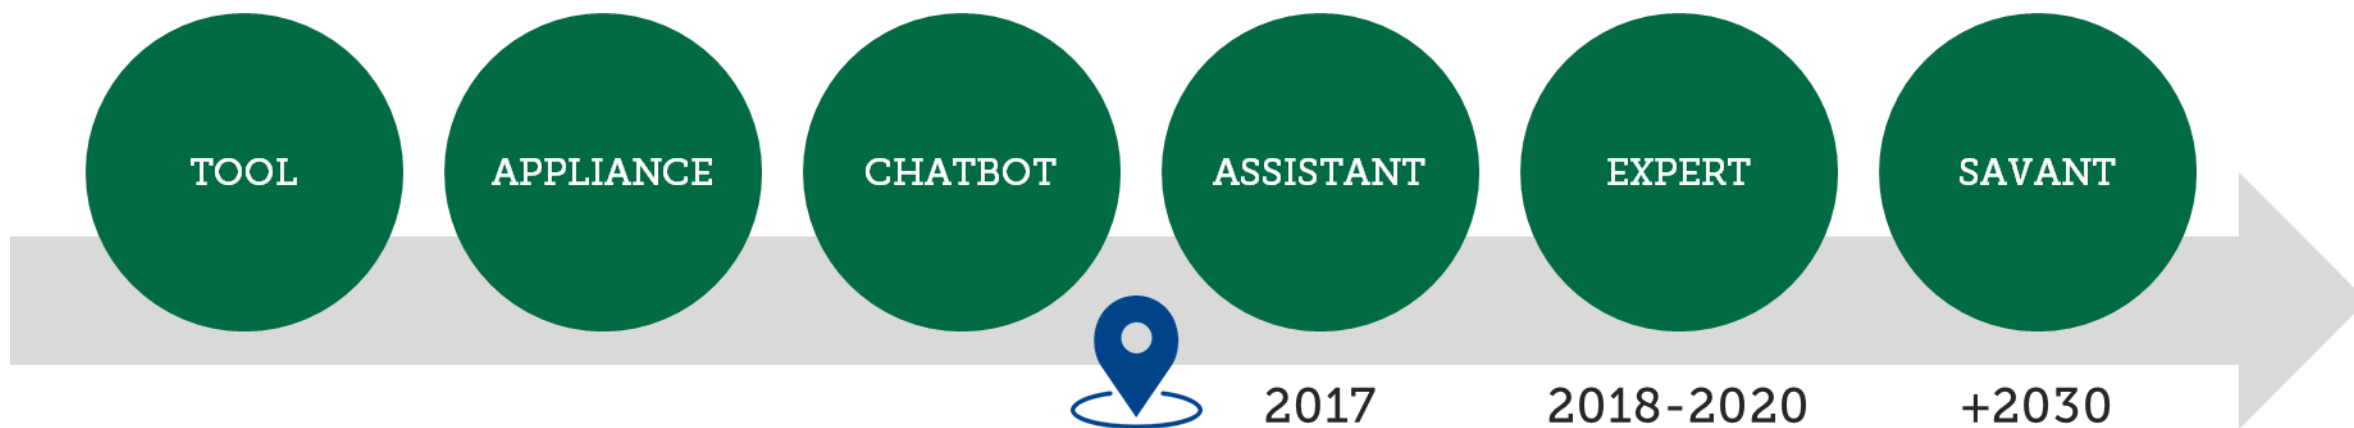 TOOL
APPLIANCE
CHATBOT
ASSISTANT
EXPERT
SAVANT
2017
2018-2020
+2030